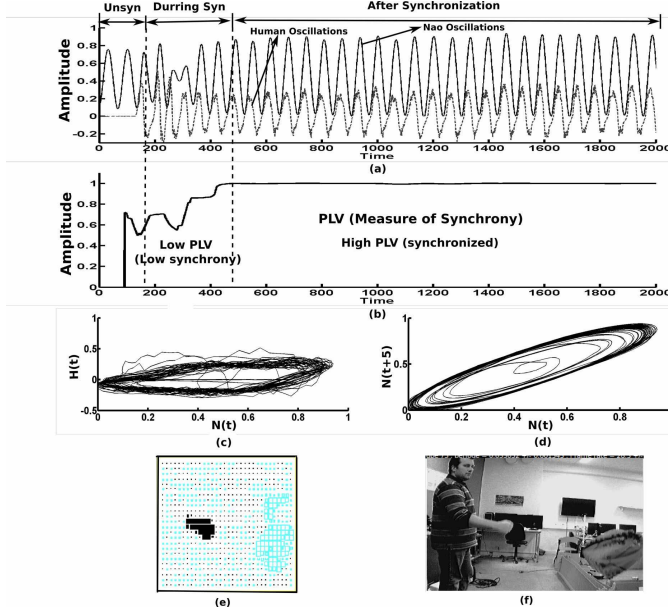 Unsyn Durring Syn After Synchronization
Human Oscillations Nao Oscillations
Amplitude
1
0.8
0.6
0.4
0.2
0
-0.2
0 200 400 600 800 1000 1200 1400 1600 1800 2000
Time
(a)
Amplitude
1
0.8
0.6
0.4
0.2
0
PLV (Measure of Synchrony)
Low PLV
(Low synchrony)
High PLV (synchronized)
0 200 400 600 800 1000 1200 1400 1600 1800 2000
Time
(b)
H(t)
1
0.5
0
-0.5
0 0.2 0.4 0.6 0.8 1
N(t)
(c)
N(t+5)
1
0.5
0
0 0.2 0.4 0.6 0.8
N(t)
(d)
(e)
(f)